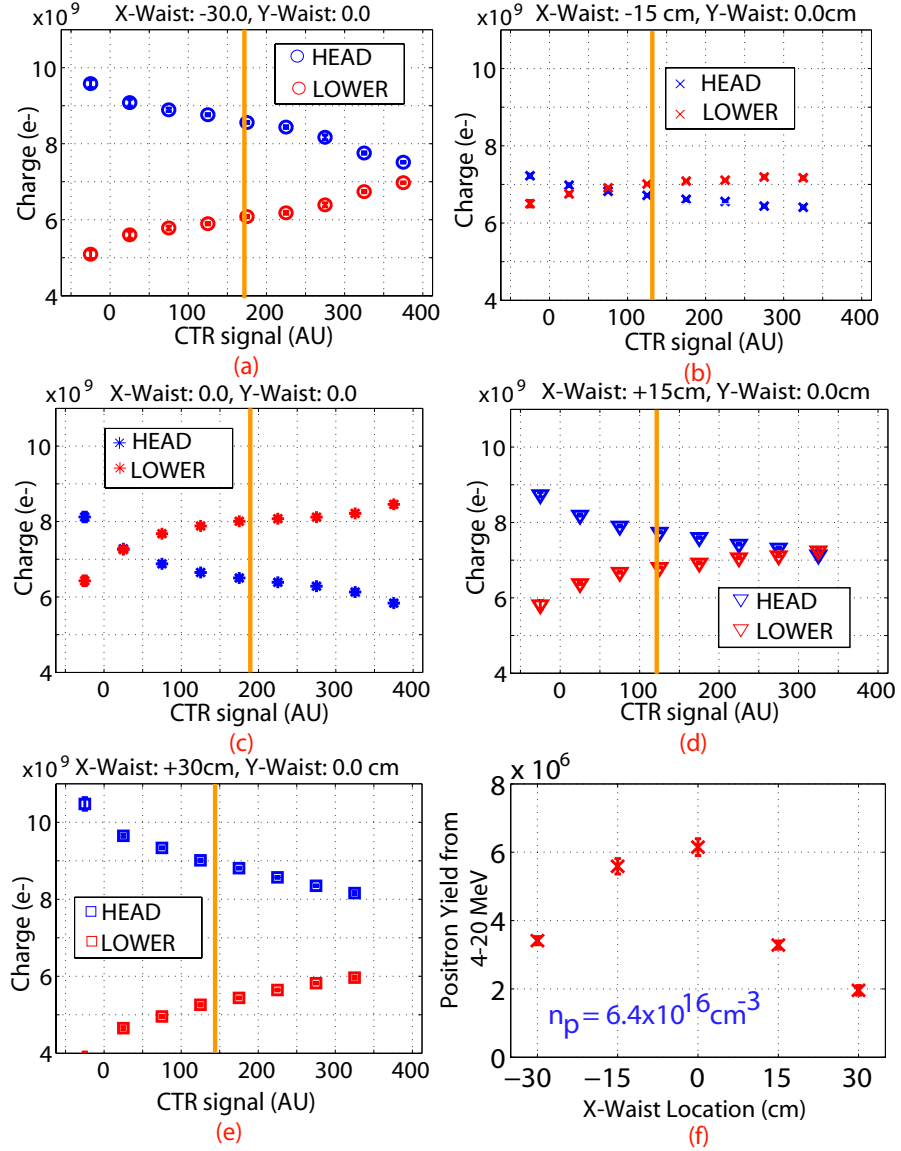 x10 9
X-Waist: -30.0, Y-Waist: 0.0
HEAD
LOWER
Charge (e-)
10
8
6
4
0 100 200 300 400
CTR signal (AU)
(a)
x10 9
X-Waist: -15 cm, Y-Waist: 0.0cm
HEAD
LOWER
Charge (e-)
10
8
6
4
0 100 200 300 400
CTR signal (AU)
(b)
x10 9
X-Waist: 0.0, Y-Waist: 0.0
HEAD
LOWER
Charge (e-)
10
8
6
4
0 100 200 300 400
CTR signal (AU)
(c)
x10 9
X-Waist: +15cm, Y-Waist: 0.0cm
HEAD
LOWER
Charge (e-)
10
8
6
4
0 100 200 300 400
CTR signal (AU)
(d)
x10 9 X-Waist: +30cm, Y-Waist: 0.0 cm
HEAD
LOWER
Charge (e-)
10
8
6
4
0 100 200 300 400
CTR signal (AU)
(e)
8 x 10 6
Positron Yield from
4-20 MeV
6
4
2
0
n_p = 6.4x10^16cm^-3
−30 −15 0 15 30
X-Waist Location (cm)
(f)